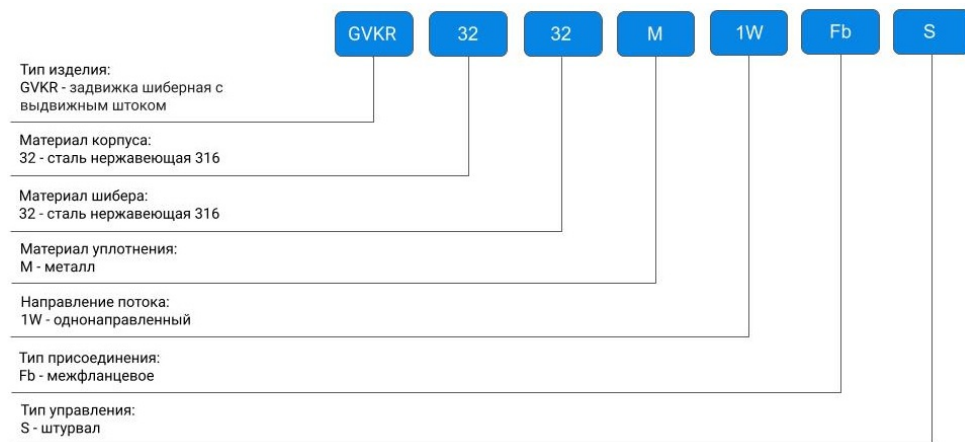 GVKR 32 32 M 1W Fb S
Тип изделия:
GVKR - задвижка шиберная с
выдвижным штоком
Материал корпуса:
32 - сталь нержавеющая 316
Материал шибера:
32 - сталь нержавеющая 316
Материал уплотнения:
M - металл
Направление потока:
1W - однонаправленный
Тип присоединения:
Fb - межфланцевое
Тип управления:
S - штурвал